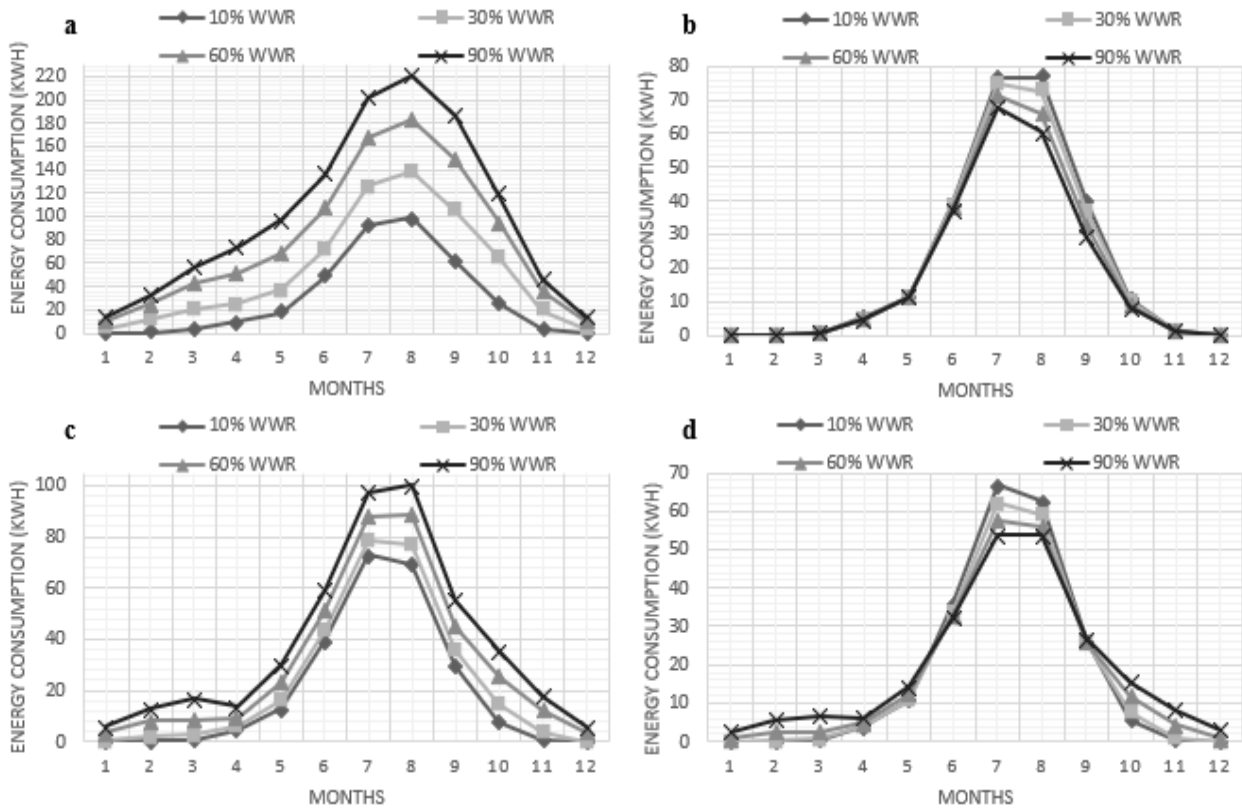 a
10% WWR
30% WWR
60% WWR
90% WWR
ENERGY CONSUMPTION (KWH)
220
200
180
160
140
120
100
80
60
40
20
0
1 2 3 4 5 6 7 8 9 10 11 12
MONTHS
b
10% WWR
30% WWR
60% WWR
90% WWR
ENERGY CONSUMPTION (KWH)
80
70
60
50
40
30
20
10
0
1 2 3 4 5 6 7 8 9 10 11 12
MONTHS
c
10% WWR
30% WWR
60% WWR
90% WWR
ENERGY CONSUMPTION (KWH)
100
80
60
40
20
0
1 2 3 4 5 6 7 8 9 10 11 12
MONTHS
d
10% WWR
30% WWR
60% WWR
90% WWR
ENERGY CONSUMPTION (KWH)
70
60
50
40
30
20
10
0
1 2 3 4 5 6 7 8 9 10 11 12
MONTHS